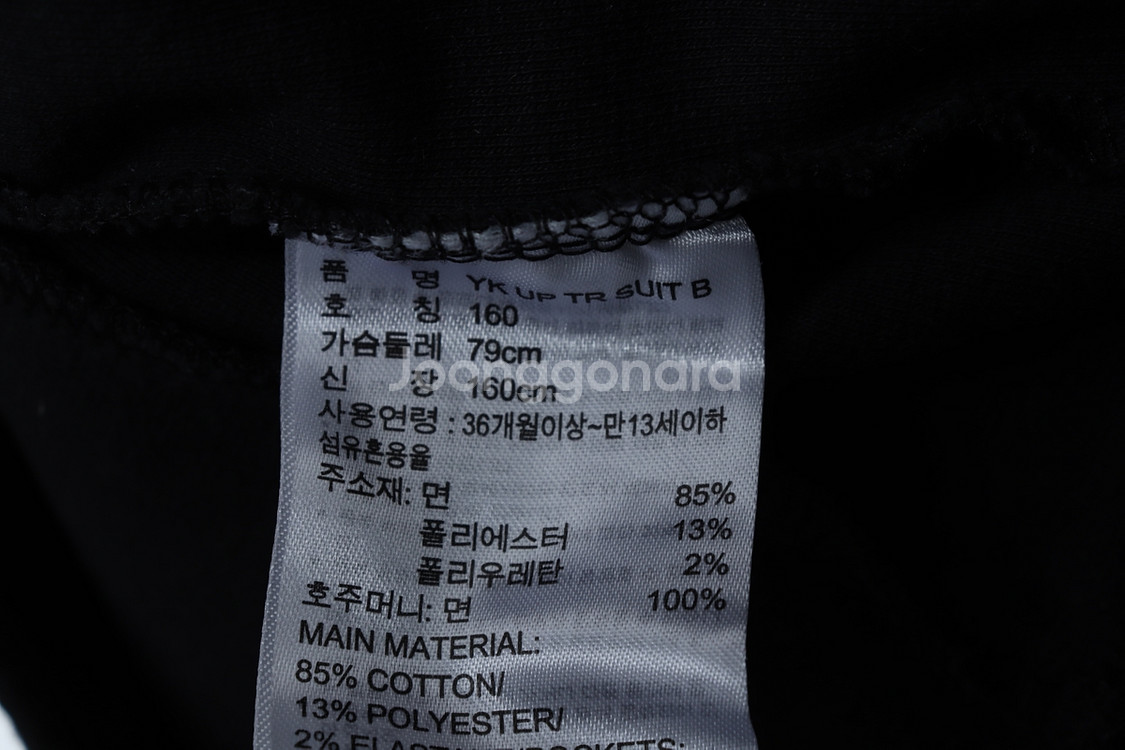 품 명 YK UP TR SUIT B
호 칭 160
가슴둘레 79cm
신 장 160cm
사용연령 : 36개월이상~만13세이하
섬유혼용율
주소재: 면 85%
폴리에스터 13%
폴리우레탄 2%
호주머니: 면 100%
MAIN MATERIAL:
85% COTTON/
13% POLYESTER/
2%
Joonggonara